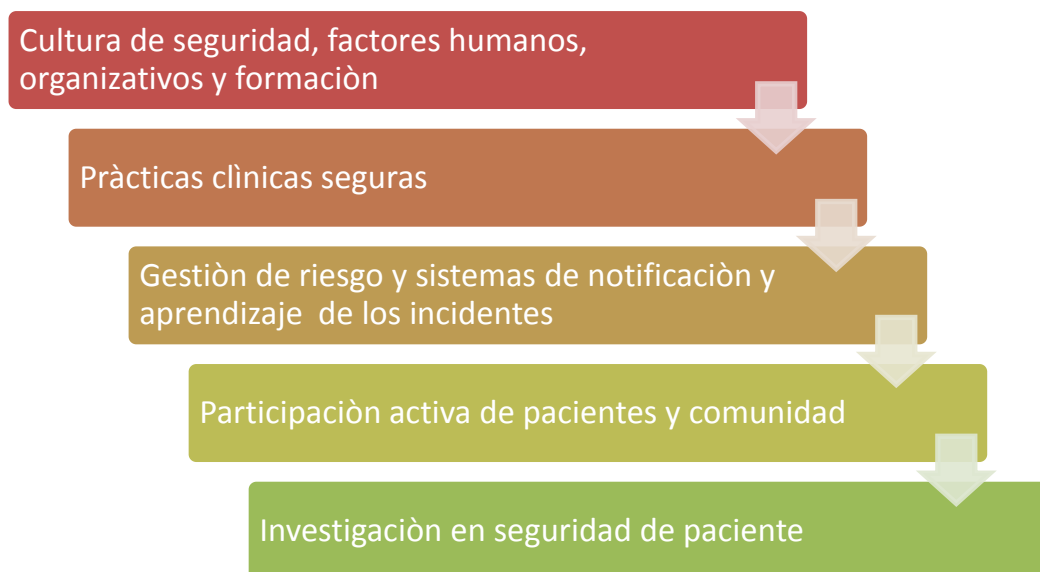 Cultura de seguridad, factores humanos,
organizativos y formaciòn
Pràcticas clìnicas seguras
Gestiòn de riesgo y sistemas de notificaciòn y
aprendizaje  de los incidentes
Participaciòn activa de pacientes y comunidad
Investigaciòn en seguridad de paciente